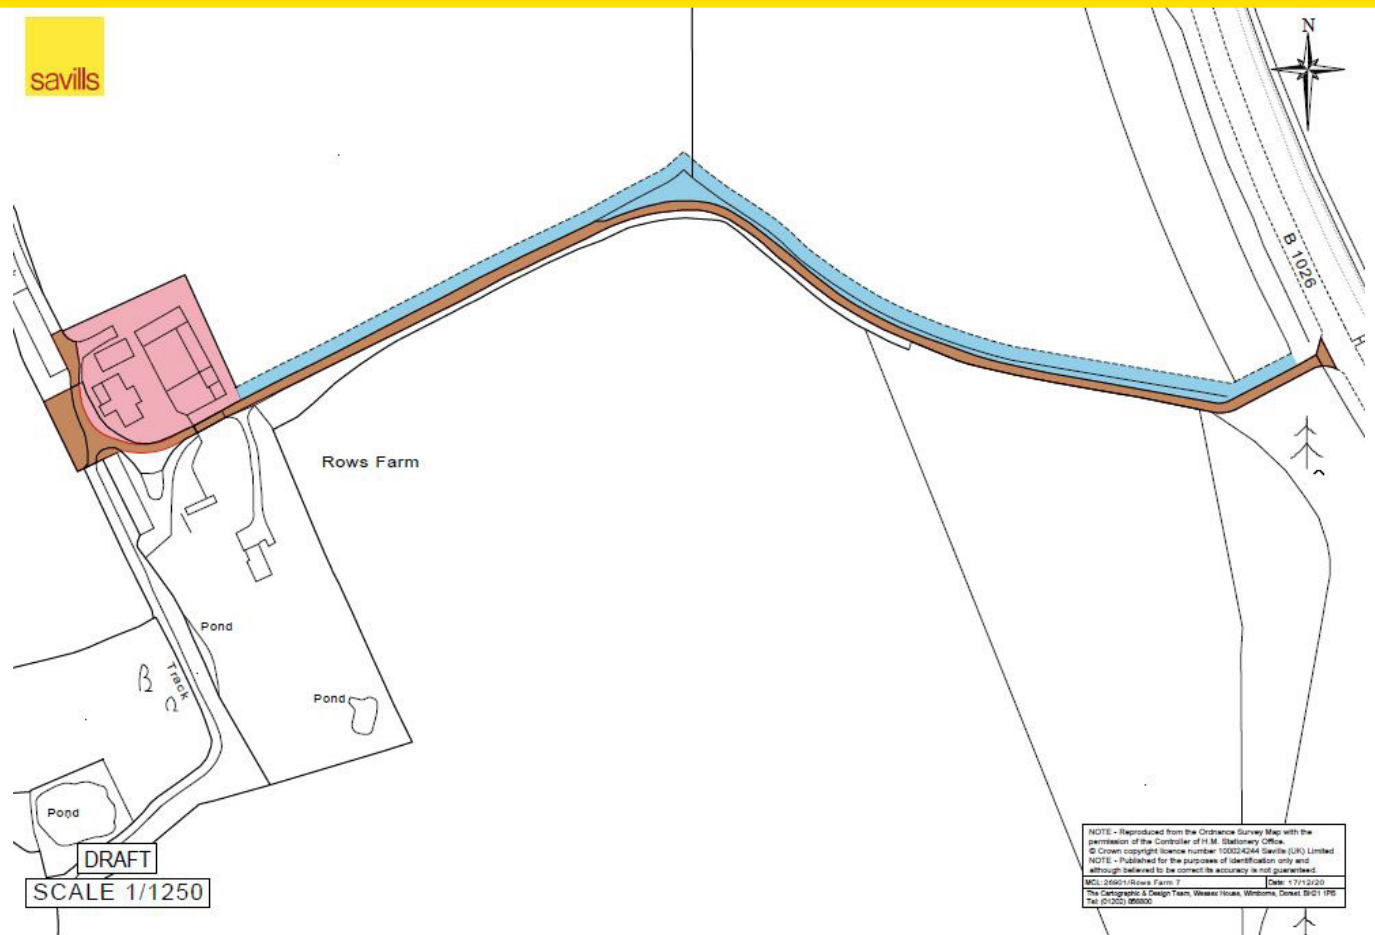 savills
N
B 1026
Rows Farm
Pond
Track
Pond
Pond
DRAFT
SCALE 1/1250
NOTE - Reproduced from the Ordnance Survey Map with the
permission of the Controller of H.M. Stationery Office.
© Crown copyright licence number 100024244 Savills (UK) Limited
NOTE - Published for the purposes of identification only and
although believed to be correct its accuracy is not guaranteed.
MCL:26901/Rows Farm 7
Date: 17/12/20
The Cartographic & Design Team, Wessex House, Wimborne, Dorset, BH21 1PB
Tel: (01202) 856800